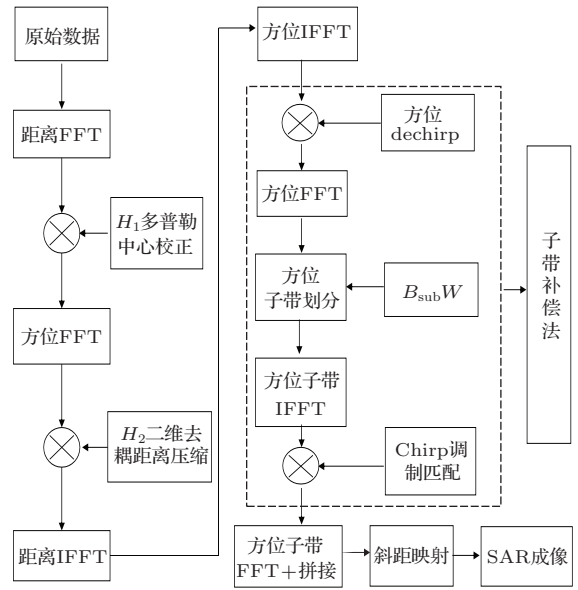 原始数据
距离FFT
H₁多普勒
中心校正
方位FFT
H₂二维去
耦距离压缩
距离IFFT
方位IFFT
方位
dechirp
方位FFT
方位
子带划分
BsubW
方位子带
IFFT
Chirp调
制匹配
方位子带
FFT+拼接
斜距映射
SAR成像
子带补偿法